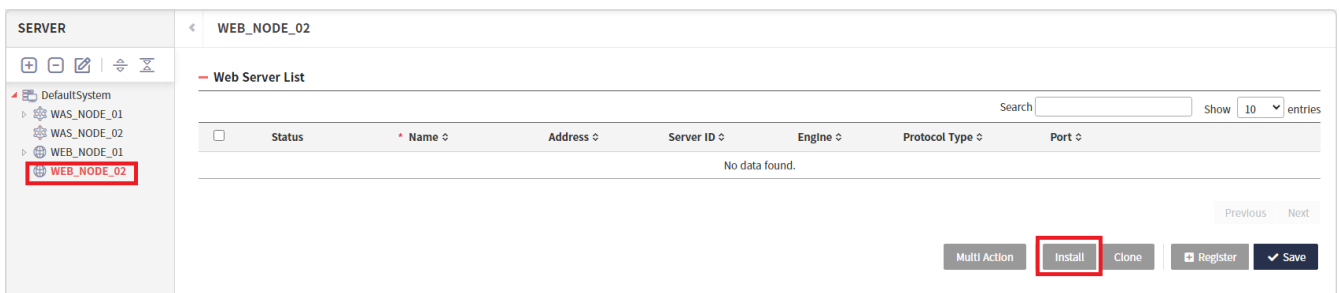 SERVER
WEB_NODE_02
DefaultSystem
WAS_NODE_01
WAS_NODE_02
WEB_NODE_01
WEB_NODE_02
Web Server List
Search
Show 10 entries
Status * Name Address Server ID Engine Protocol Type Port
No data found.
Previous Next
Multi Action Install Clone Register Save